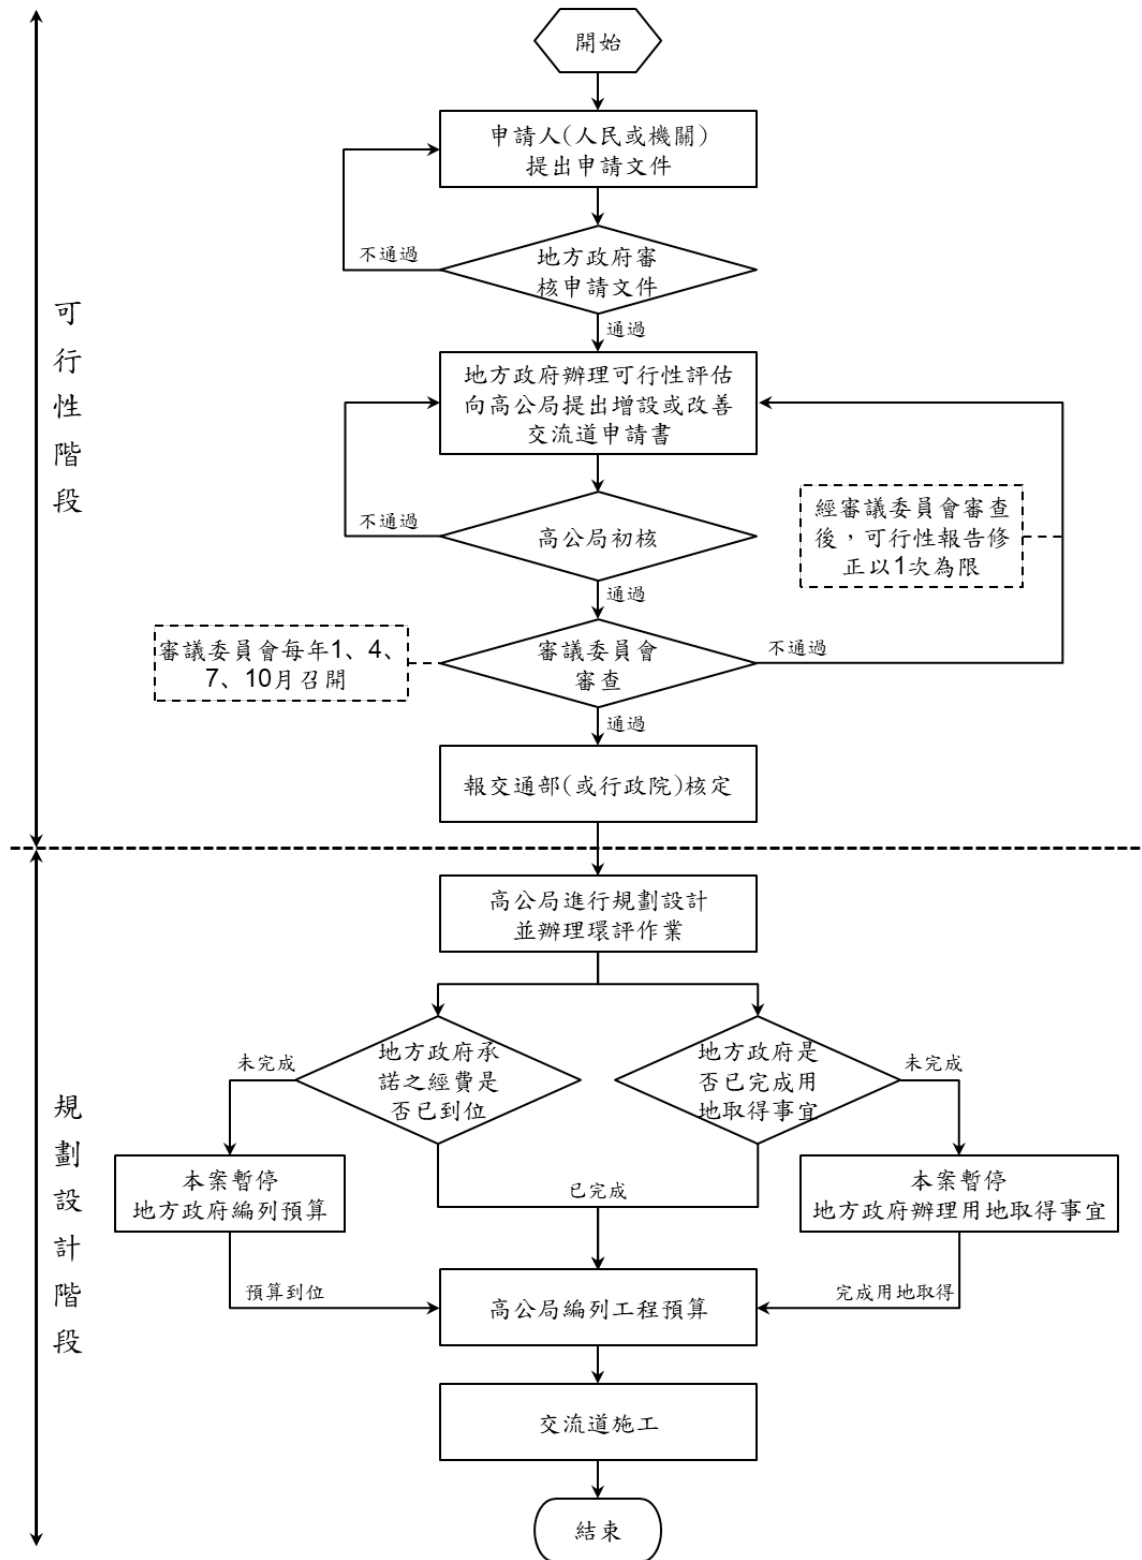 開始
申請人(人民或機關)
提出申請文件
不通過
地方政府審
核申請文件
通過
可行性階段
地方政府辦理可行性評估
向高公局提出增設或改善
交流道申請書
不通過
高公局初核
經審議委員會審查
後，可行性報告修
正以1次為限
通過
審議委員會每年1、4、
7、10月召開
審議委員會
審查
不通過
通過
報交通部(或行政院)核定
高公局進行規劃設計
並辦理環評作業
規劃設計階段
未完成
地方政府承
諾之經費是
否已到位
地方政府是
否已完成用
地取得事宜
未完成
本案暫停
地方政府編列預算
已完成
本案暫停
地方政府辦理用地取得事宜
預算到位
高公局編列工程預算
完成用地取得
交流道施工
結束